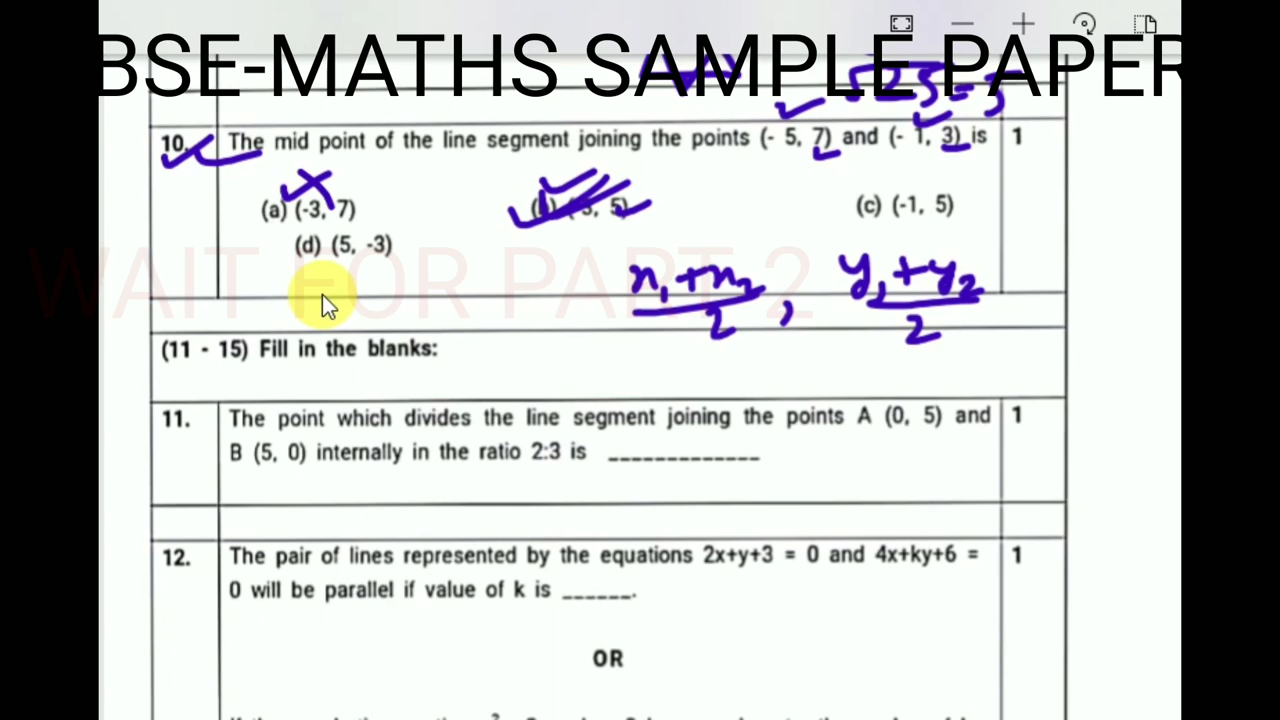 BSE-MATHS SAMPLE PAPER
√25 = 5
10. The mid point of the line segment joining the points (- 5, 7) and (- 1, 3) is 1
(a) (-3, 7) (b) (-3, 5) (c) (-1, 5)
(d) (5, -3)
WAIT FOR PART 2
x₁+x₂/2 , y₁+y₂/2
(11 - 15) Fill in the blanks:
11. The point which divides the line segment joining the points A (0, 5) and 1
B (5, 0) internally in the ratio 2:3 is _____________
12. The pair of lines represented by the equations 2x+y+3 = 0 and 4x+ky+6 = 1
0 will be parallel if value of k is ______.
OR